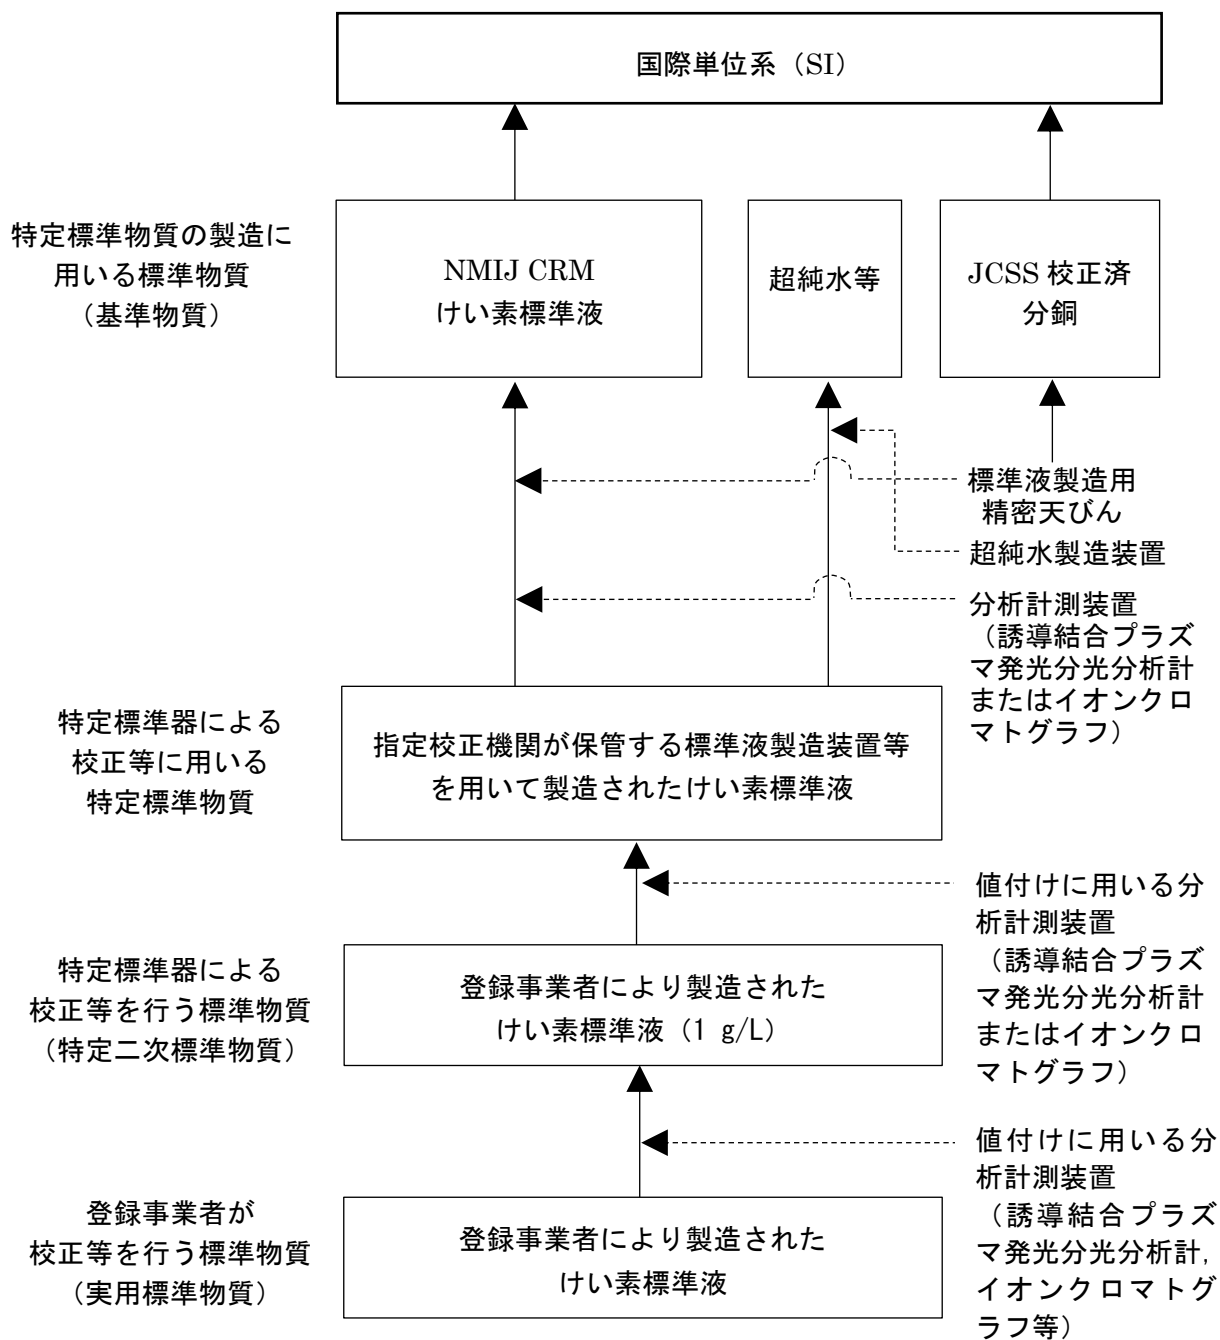 国際単位系（SI）
特定標準物質の製造に
用いる標準物質
（基準物質）
NMIJ CRM
けい素標準液
超純水等
JCSS 校正済
分銅
標準液製造用
精密天びん
超純水製造装置
分析計測装置
（誘導結合プラズ
マ発光分光分析計
またはイオンクロ
マトグラフ）
特定標準器による
校正等に用いる
特定標準物質
指定校正機関が保管する標準液製造装置等
を用いて製造されたけい素標準液
値付けに用いる分
析計測装置
（誘導結合プラズ
マ発光分光分析計
またはイオンクロ
マトグラフ）
特定標準器による
校正等を行う標準物質
（特定二次標準物質）
登録事業者により製造された
けい素標準液（1 g/L）
値付けに用いる分
析計測装置
（誘導結合プラズ
マ発光分光分析計,
イオンクロマトグ
ラフ等）
登録事業者が
校正等を行う標準物質
（実用標準物質）
登録事業者により製造された
けい素標準液